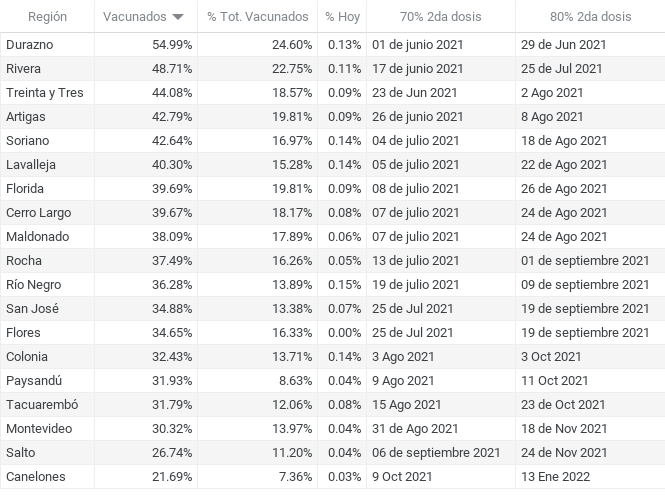 Región Vacunados % Tot. Vacunados % Hoy 70% 2da dosis 80% 2da dosis
Durazno 54.99% 24.60% 0.13% 01 de junio 2021 29 de Jun 2021
Rivera 48.71% 22.75% 0.11% 17 de junio 2021 25 de Jul 2021
Treinta y Tres 44.08% 18.57% 0.09% 23 de Jun 2021 2 Ago 2021
Artigas 42.79% 19.81% 0.09% 26 de junio 2021 8 Ago 2021
Soriano 42.64% 16.97% 0.14% 04 de julio 2021 18 de Ago 2021
Lavalleja 40.30% 15.28% 0.14% 05 de julio 2021 22 de Ago 2021
Florida 39.69% 19.81% 0.09% 08 de julio 2021 26 de Ago 2021
Cerro Largo 39.67% 18.17% 0.08% 07 de julio 2021 24 de Ago 2021
Maldonado 38.09% 17.89% 0.06% 07 de julio 2021 24 de Ago 2021
Rocha 37.49% 16.26% 0.05% 13 de julio 2021 01 de septiembre 2021
Río Negro 36.28% 13.89% 0.15% 19 de julio 2021 09 de septiembre 2021
San José 34.88% 13.38% 0.07% 25 de Jul 2021 19 de septiembre 2021
Flores 34.65% 16.33% 0.00% 25 de Jul 2021 19 de septiembre 2021
Colonia 32.43% 13.71% 0.14% 3 Ago 2021 3 Oct 2021
Paysandú 31.93% 8.63% 0.04% 9 Ago 2021 11 Oct 2021
Tacuarembó 31.79% 12.06% 0.08% 15 Ago 2021 23 de Oct 2021
Montevideo 30.32% 13.97% 0.04% 31 de Ago 2021 18 de Nov 2021
Salto 26.74% 11.20% 0.04% 06 de septiembre 2021 24 de Nov 2021
Canelones 21.69% 7.36% 0.03% 9 Oct 2021 13 Ene 2022